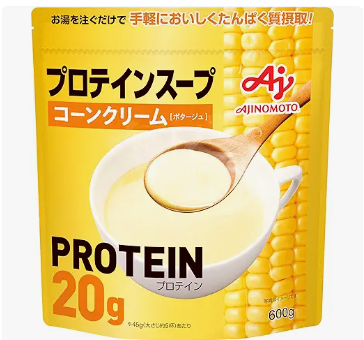 お湯を注ぐだけで 手軽においしくたんぱく質摂取!
プロテインスープ
コーンクリーム[ポタージュ]
Aj
AJINOMOTO
PROTEIN
プロテイン
20g
600g